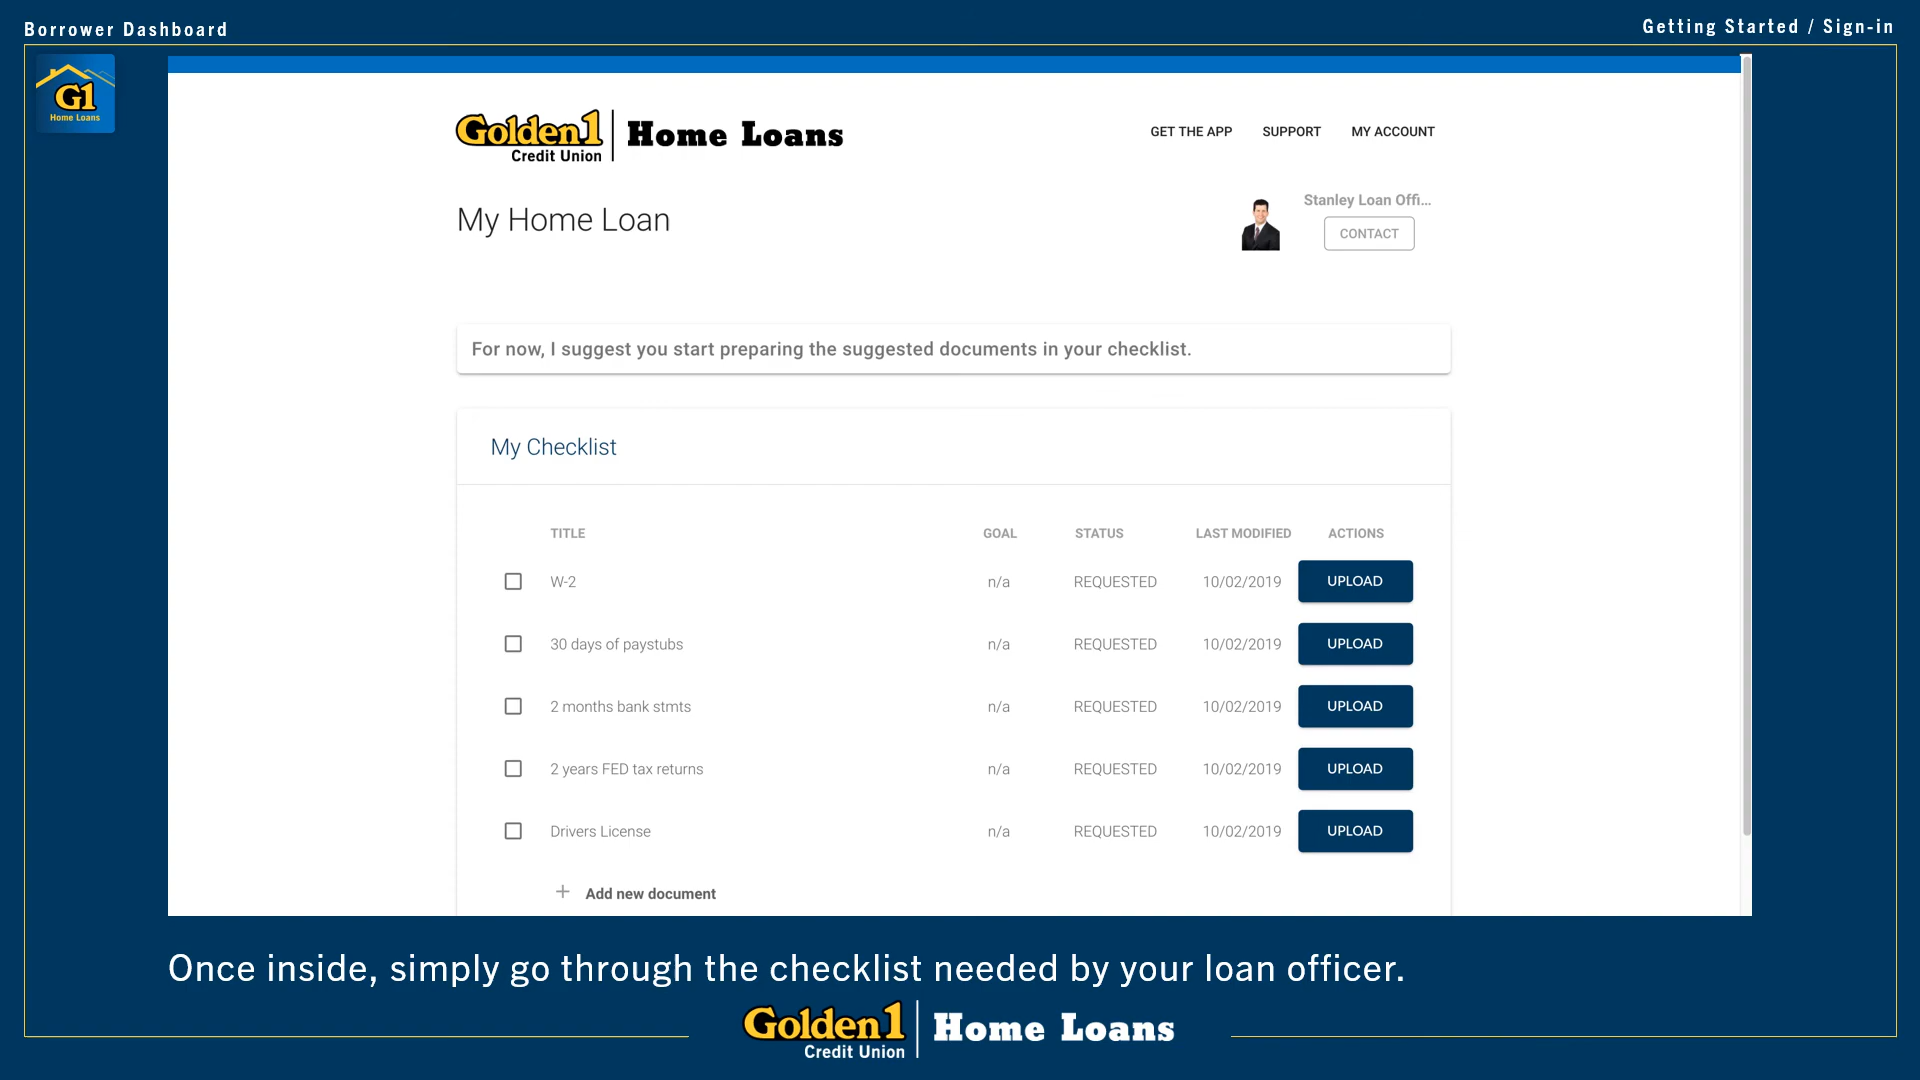 Borrower Dashboard
Getting Started / Sign-in
G1
Home Loans
Golden1
Credit Union
Home Loans
GET THE APP SUPPORT MY ACCOUNT
My Home Loan
Stanley Loan Offi...
CONTACT
For now, I suggest you start preparing the suggested documents in your checklist.
My Checklist
TITLE GOAL STATUS LAST MODIFIED ACTIONS
W-2 n/a REQUESTED 10/02/2019 UPLOAD
30 days of paystubs n/a REQUESTED 10/02/2019 UPLOAD
2 months bank stmts n/a REQUESTED 10/02/2019 UPLOAD
2 years FED tax returns n/a REQUESTED 10/02/2019 UPLOAD
Drivers License n/a REQUESTED 10/02/2019 UPLOAD
+ Add new document
Once inside, simply go through the checklist needed by your loan officer.
Golden1
Credit Union
Home Loans